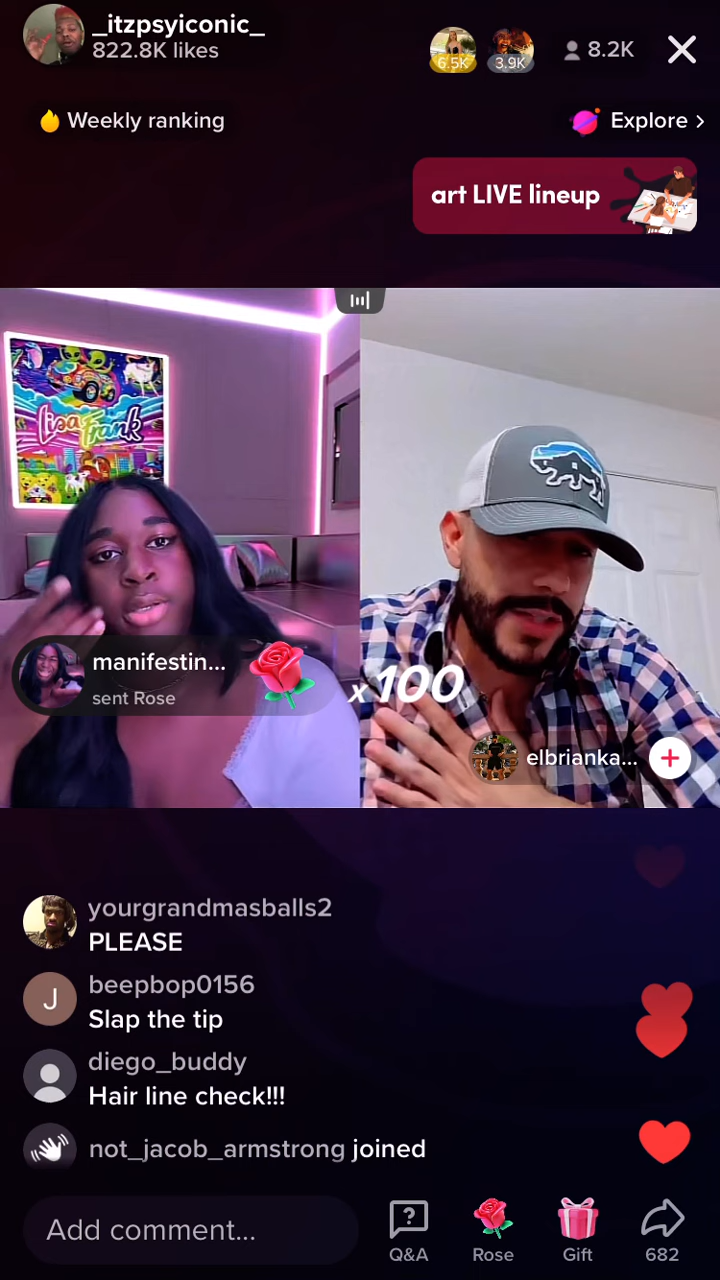 _itzpsyiconic_
822.8K likes
6.5K
3.9K
8.2K
Weekly ranking
Explore >
art LIVE lineup
Lisa Frank
manifestin...
sent Rose
x 100
elbrianka...
yourgrandmasballs2
PLEASE
beepbop0156
J
Slap the tip
diego_buddy
Hair line check!!!
not_jacob_armstrong joined
Add comment...
Q&A
Rose
Gift
682